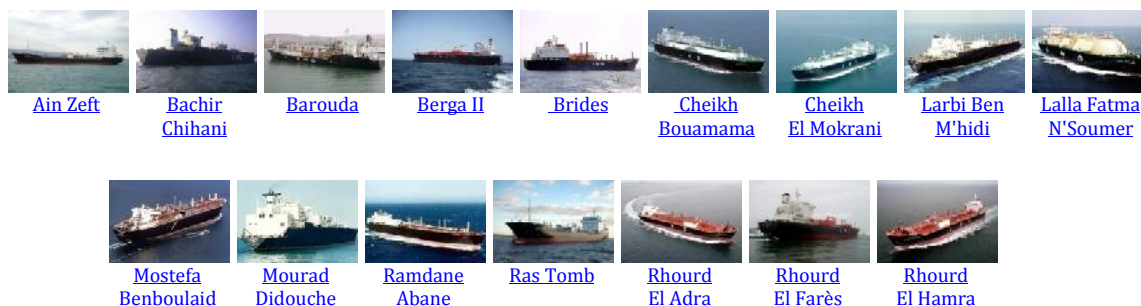 Ain Zeft
Bachir
Chihani
Barouda
Berga II
Brides
Cheikh
Bouamama
Cheikh
El Mokrani
Larbi Ben
M'hidi
Lalla Fatma
N'Soumer
Mostefa
Benboulaid
Mourad
Didouche
Ramdane
Abane
Ras Tomb
Rhourd
El Adra
Rhourd
El Farès
Rhourd
El Hamra